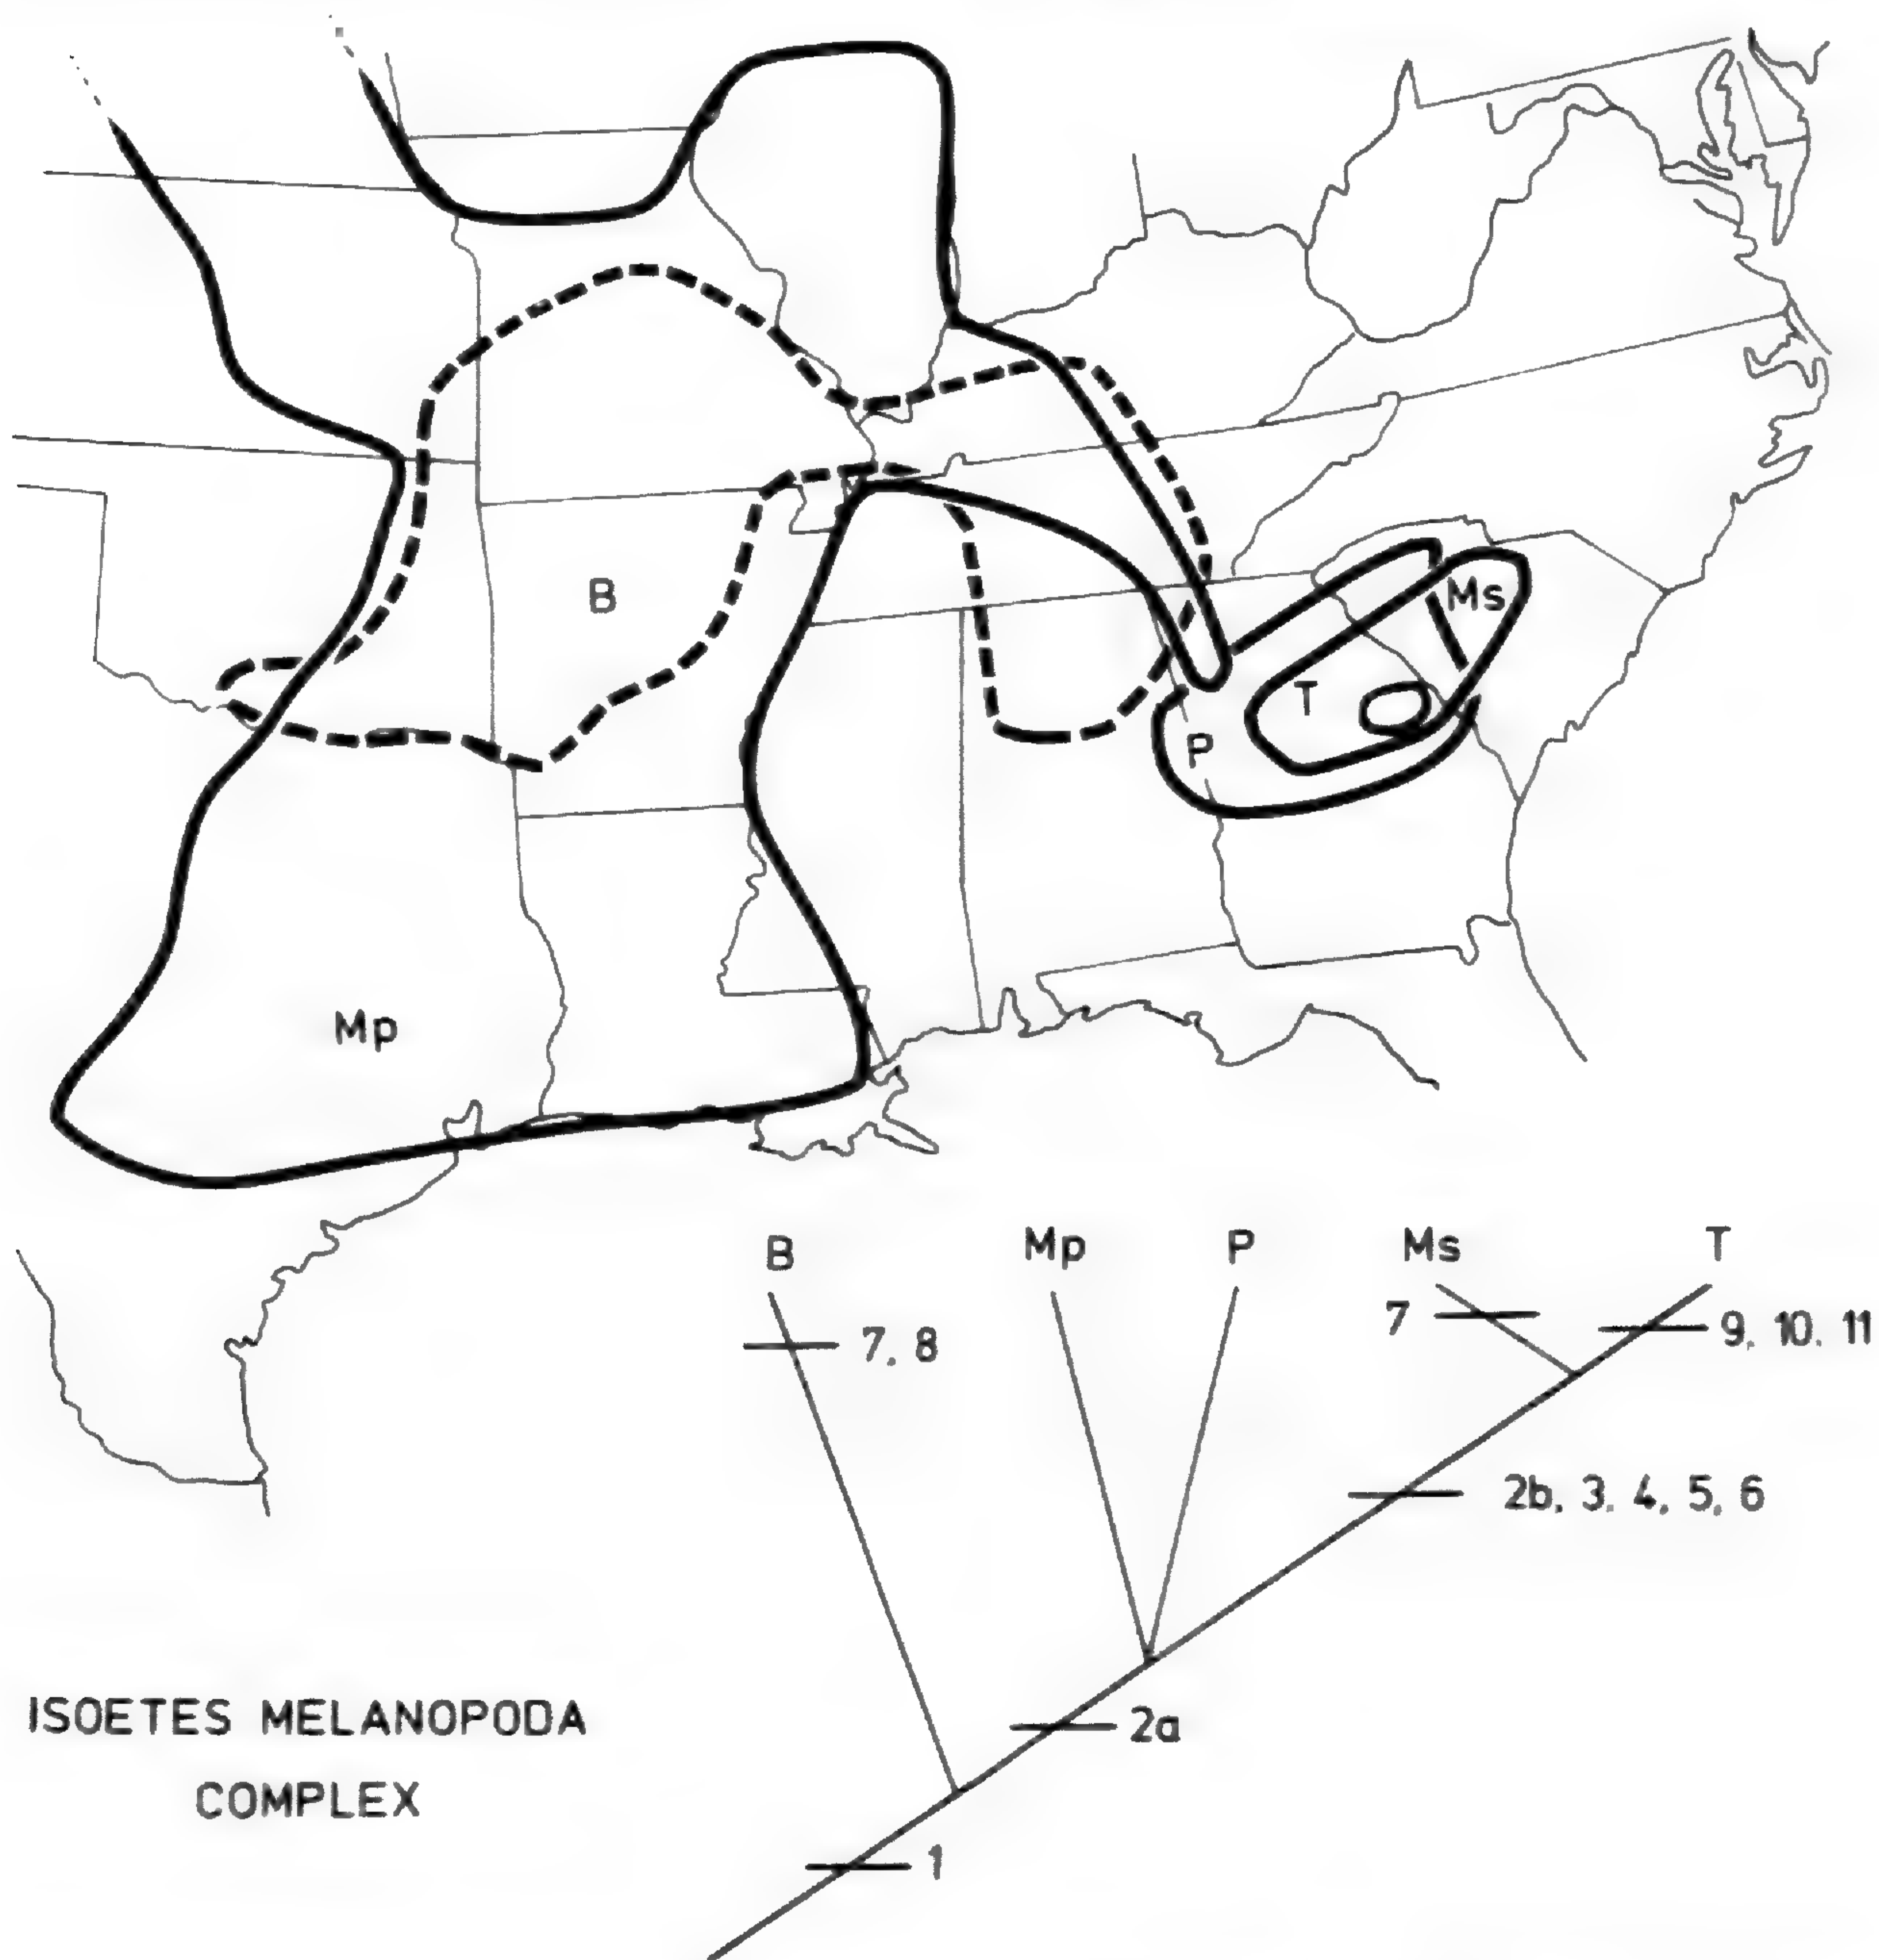 B
Ms
T
P
Mp
B
Mp
P
Ms
T
7, 8
7
9, 10, 11
2b, 3, 4, 5, 6
2a
1
ISOETES MELANOPODA
COMPLEX